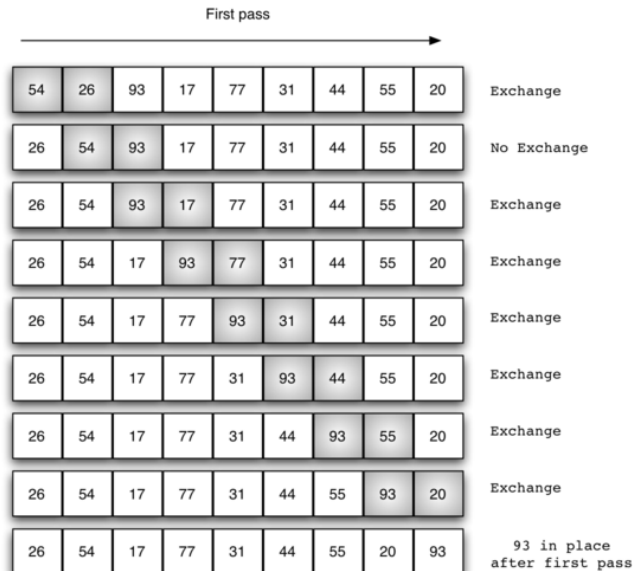 First pass
54 26 93 17 77 31 44 55 20 Exchange
26 54 93 17 77 31 44 55 20 No Exchange
26 54 93 17 77 31 44 55 20 Exchange
26 54 17 93 77 31 44 55 20 Exchange
26 54 17 77 93 31 44 55 20 Exchange
26 54 17 77 31 93 44 55 20 Exchange
26 54 17 77 31 44 93 55 20 Exchange
26 54 17 77 31 44 55 93 20 Exchange
26 54 17 77 31 44 55 20 93 93 in place
after first pass